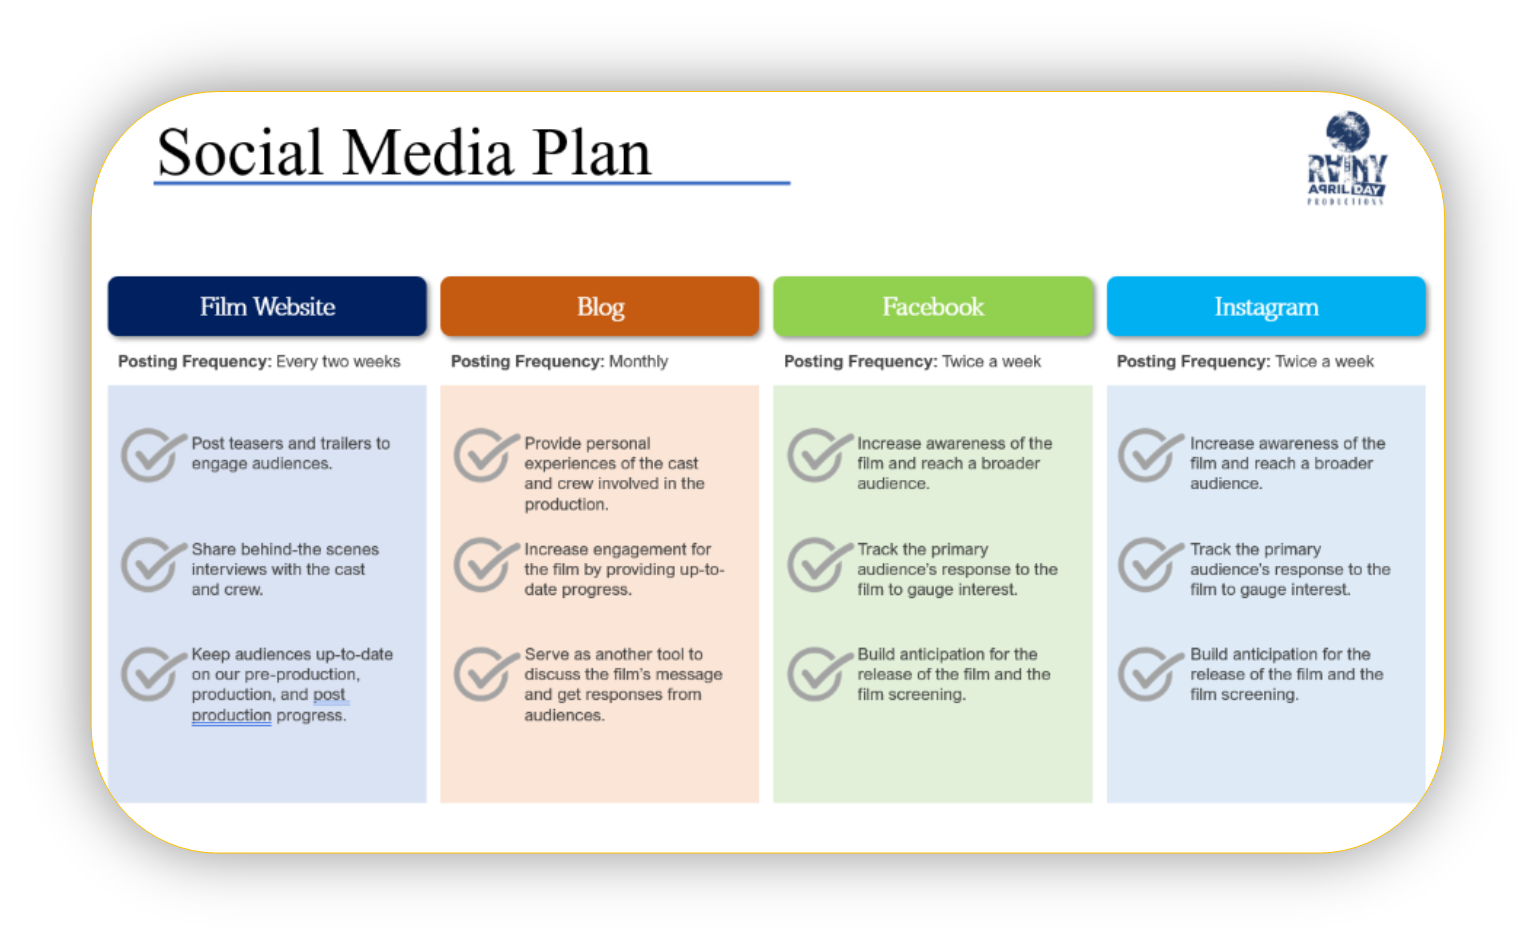 Social Media Plan
RAINY
APRIL DAY
PRODUCTIONS
Film Website
Posting Frequency: Every two weeks
Post teasers and trailers to
engage audiences.
Share behind-the scenes
interviews with the cast
and crew.
Keep audiences up-to-date
on our pre-production,
production, and post
production progress.
Blog
Posting Frequency: Monthly
Provide personal
experiences of the cast
and crew involved in the
production.
Increase engagement for
the film by providing up-to-
date progress.
Serve as another tool to
discuss the film's message
and get responses from
audiences.
Facebook
Posting Frequency: Twice a week
Increase awareness of the
film and reach a broader
audience.
Track the primary
audience's response to the
film to gauge interest.
Build anticipation for the
release of the film and the
film screening.
Instagram
Posting Frequency: Twice a week
Increase awareness of the
film and reach a broader
audience.
Track the primary
audience's response to the
film to gauge interest.
Build anticipation for the
release of the film and the
film screening.